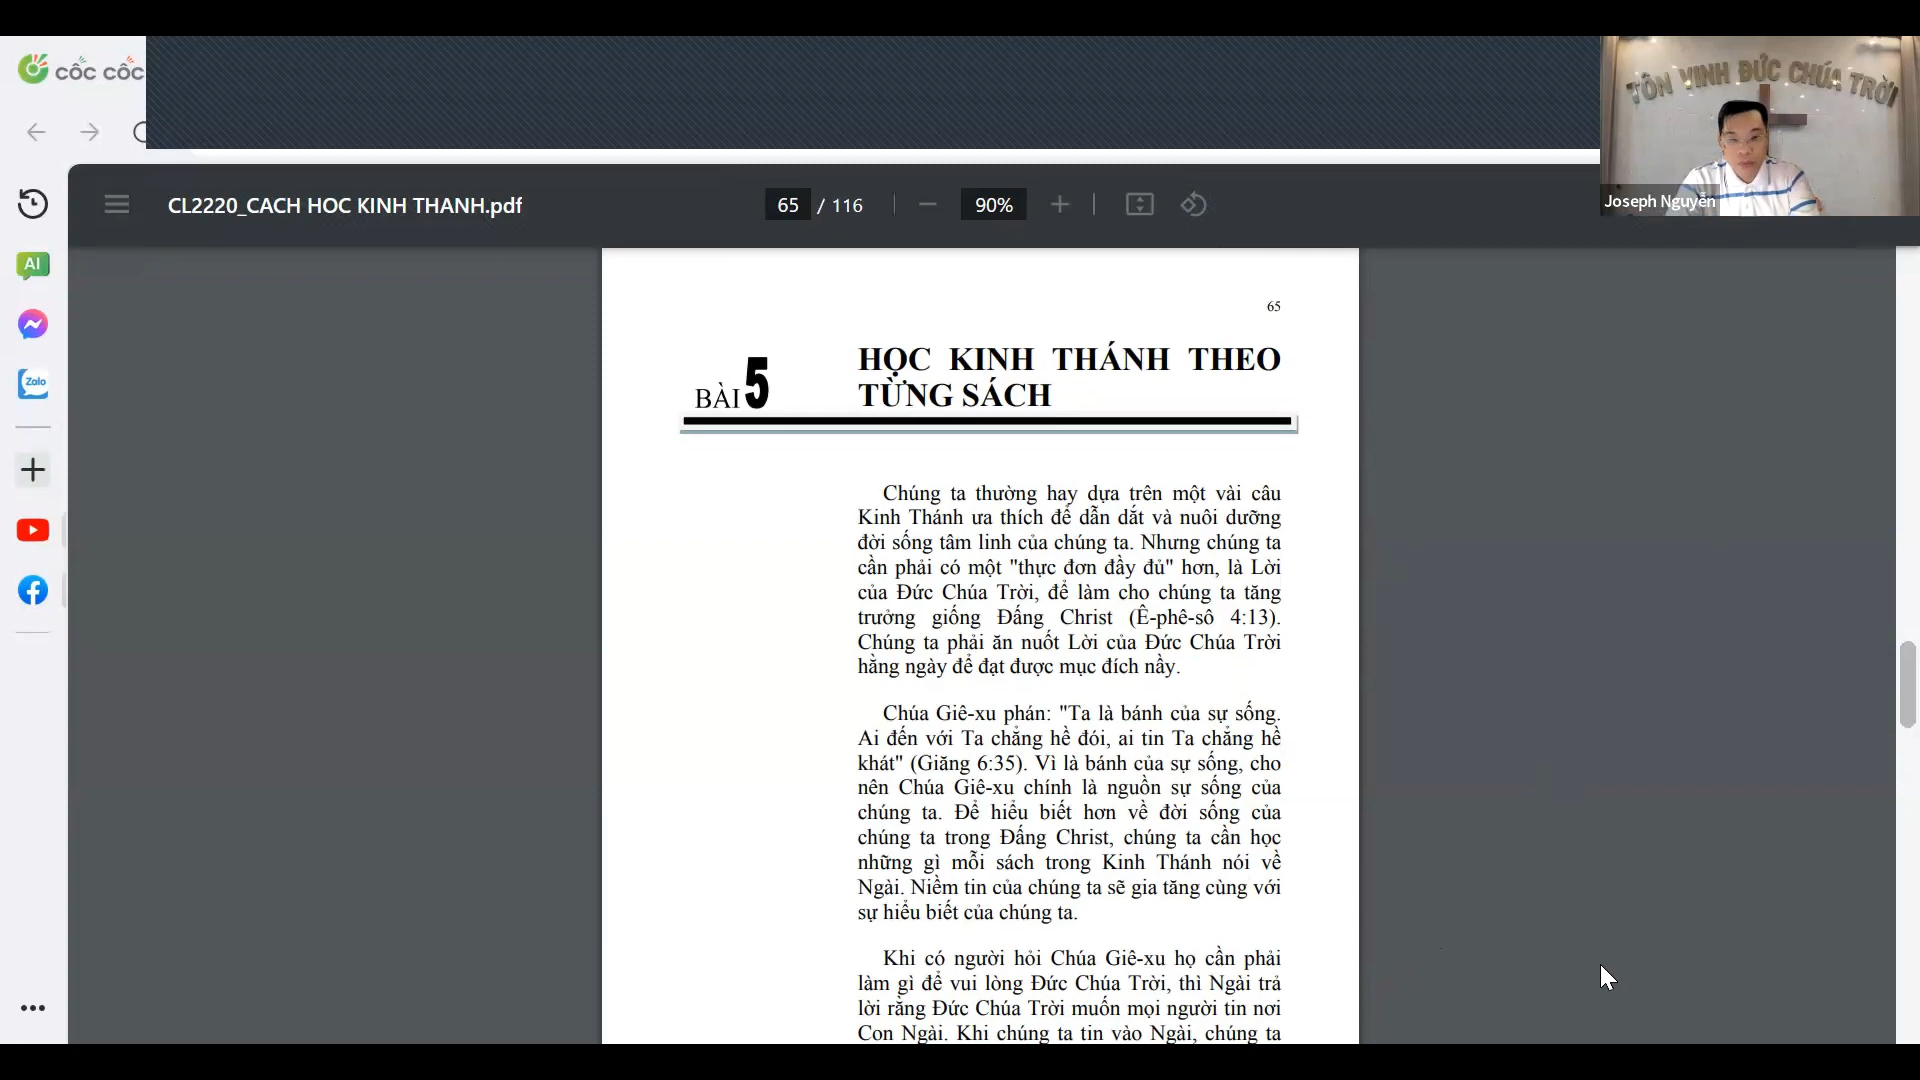 cốc cốc
TÔN VINH ĐỨC CHÚA TRỜI
Joseph Nguyễn
CL2220_CACH HOC KINH THANH.pdf
65 / 116
90%
AI
Zalo
65
BÀI 5
HỌC KINH THÁNH THEO
TỪNG SÁCH
Chúng ta thường hay dựa trên một vài câu
Kinh Thánh ưa thích để dẫn dắt và nuôi dưỡng
đời sống tâm linh của chúng ta. Nhưng chúng ta
cần phải có một "thực đơn đầy đủ" hơn, là Lời
của Đức Chúa Trời, để làm cho chúng ta tăng
trưởng giống Đấng Christ (Ê-phê-sô 4:13).
Chúng ta phải ăn nuốt Lời của Đức Chúa Trời
hằng ngày để đạt được mục đích nầy.
Chúa Giê-xu phán: "Ta là bánh của sự sống.
Ai đến với Ta chẳng hề đói, ai tin Ta chẳng hề
khát" (Giăng 6:35). Vì là bánh của sự sống, cho
nên Chúa Giê-xu chính là nguồn sự sống của
chúng ta. Để hiểu biết hơn về đời sống của
chúng ta trong Đấng Christ, chúng ta cần học
những gì mỗi sách trong Kinh Thánh nói về
Ngài. Niềm tin của chúng ta sẽ gia tăng cùng với
sự hiểu biết của chúng ta.
Khi có người hỏi Chúa Giê-xu họ cần phải
làm gì để vui lòng Đức Chúa Trời, thì Ngài trả
lời rằng Đức Chúa Trời muốn mọi người tin nơi
Con Ngài. Khi chúng ta tin vào Ngài, chúng ta